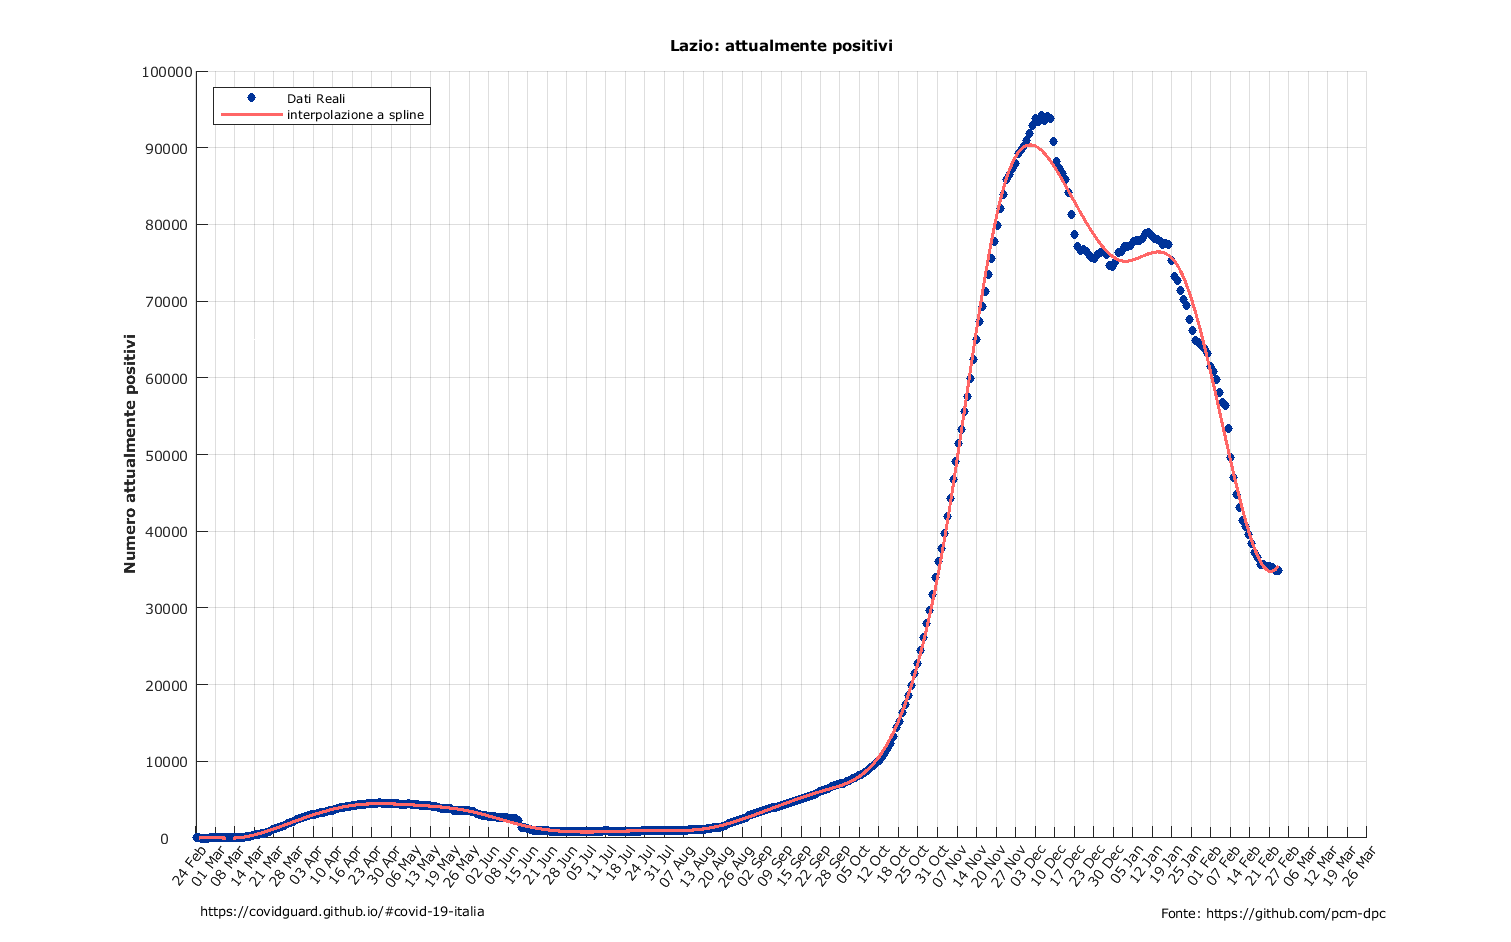 Lazio: attualmente positivi
Dati Reali
interpolazione a spline
Numero attualmente positivi
100000
90000
80000
70000
60000
50000
40000
30000
20000
10000
0
24 Feb
01 Mar
08 Mar
14 Mar
21 Mar
28 Mar
03 Apr
10 Apr
16 Apr
23 Apr
30 Apr
06 May
13 May
19 May
26 May
02 Jun
08 Jun
15 Jun
21 Jun
28 Jun
05 Jul
11 Jul
18 Jul
24 Jul
31 Jul
07 Aug
13 Aug
20 Aug
26 Aug
02 Sep
09 Sep
15 Sep
22 Sep
28 Sep
05 Oct
12 Oct
18 Oct
25 Oct
31 Oct
07 Nov
14 Nov
20 Nov
27 Nov
03 Dec
10 Dec
17 Dec
23 Dec
30 Dec
05 Jan
12 Jan
19 Jan
25 Jan
01 Feb
07 Feb
14 Feb
21 Feb
27 Feb
06 Mar
12 Mar
19 Mar
26 Mar
https://covidguard.github.io/#covid-19-italia
Fonte: https://github.com/pcm-dpc